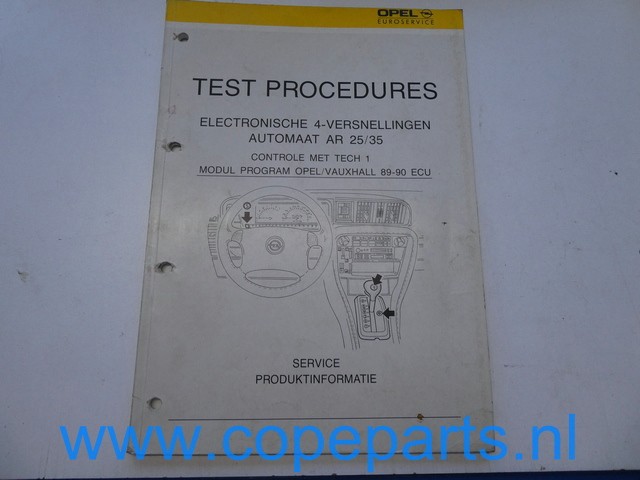 OPEL
EUROSERVICE
TEST PROCEDURES
ELECTRONISCHE 4-VERSNELLINGEN
AUTOMAAT AR 25/35
CONTROLE MET TECH 1
MODUL PROGRAM OPEL/VAUXHALL 89-90 ECU
SERVICE
PRODUKTINFORMATIE
www.copeparts.nl